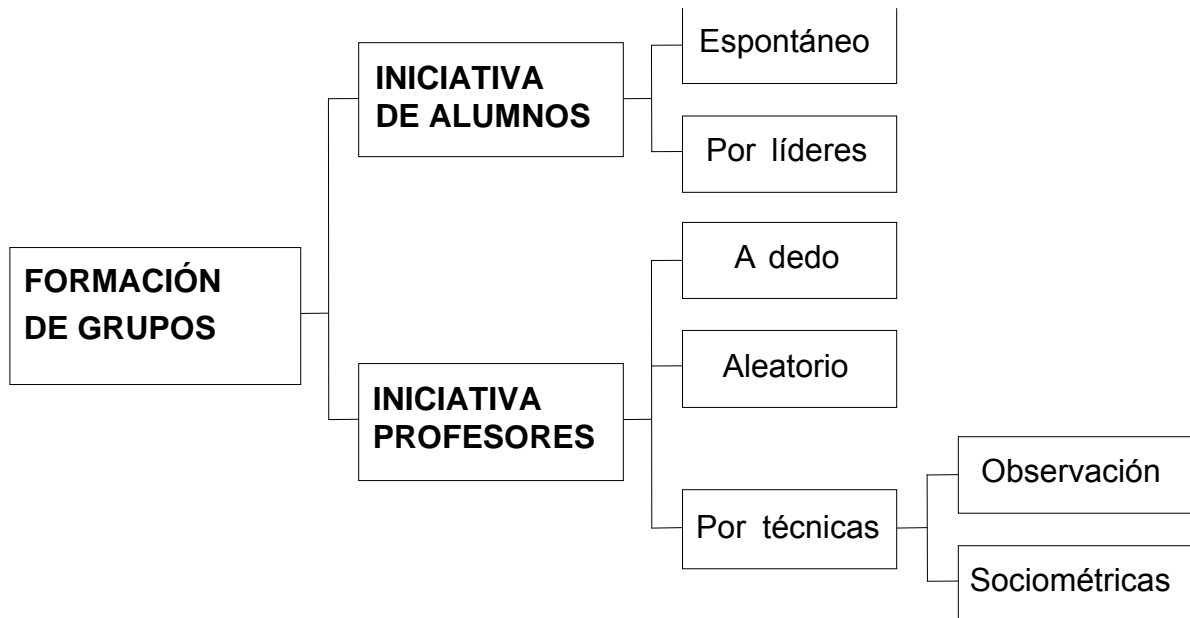 Espontáneo
INICIATIVA
DE ALUMNOS
Por líderes
A dedo
FORMACIÓN
DE GRUPOS
Aleatorio
INICIATIVA
PROFESORES
Observación
Por técnicas
Sociométricas